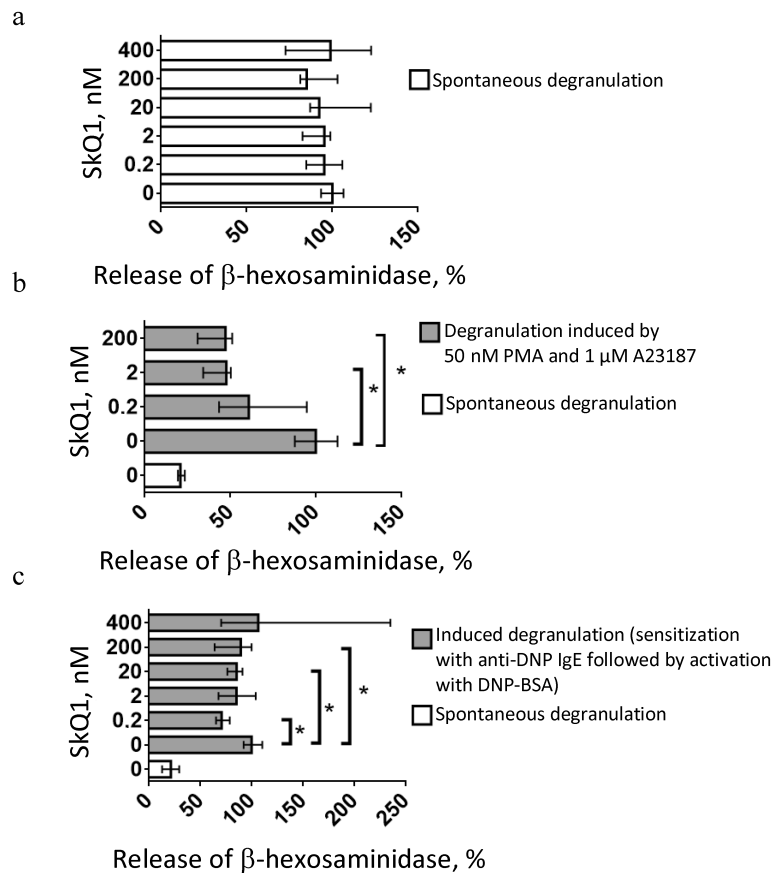 a
SkQ1, nM
400
200
20
2
0.2
0
0 50 100 150
Spontaneous degranulation
Release of β-hexosaminidase, %
b
SkQ1, nM
200
2
0.2
0
0
0 50 100 150
* *
Degranulation induced by
50 nM PMA and 1 μM A23187
Spontaneous degranulation
Release of β-hexosaminidase, %
c
SkQ1, nM
400
200
20
2
0.2
0
0
0 50 100 150 200 250
* * *
Induced degranulation (sensitization
with anti-DNP IgE followed by activation
with DNP-BSA)
Spontaneous degranulation
Release of β-hexosaminidase, %